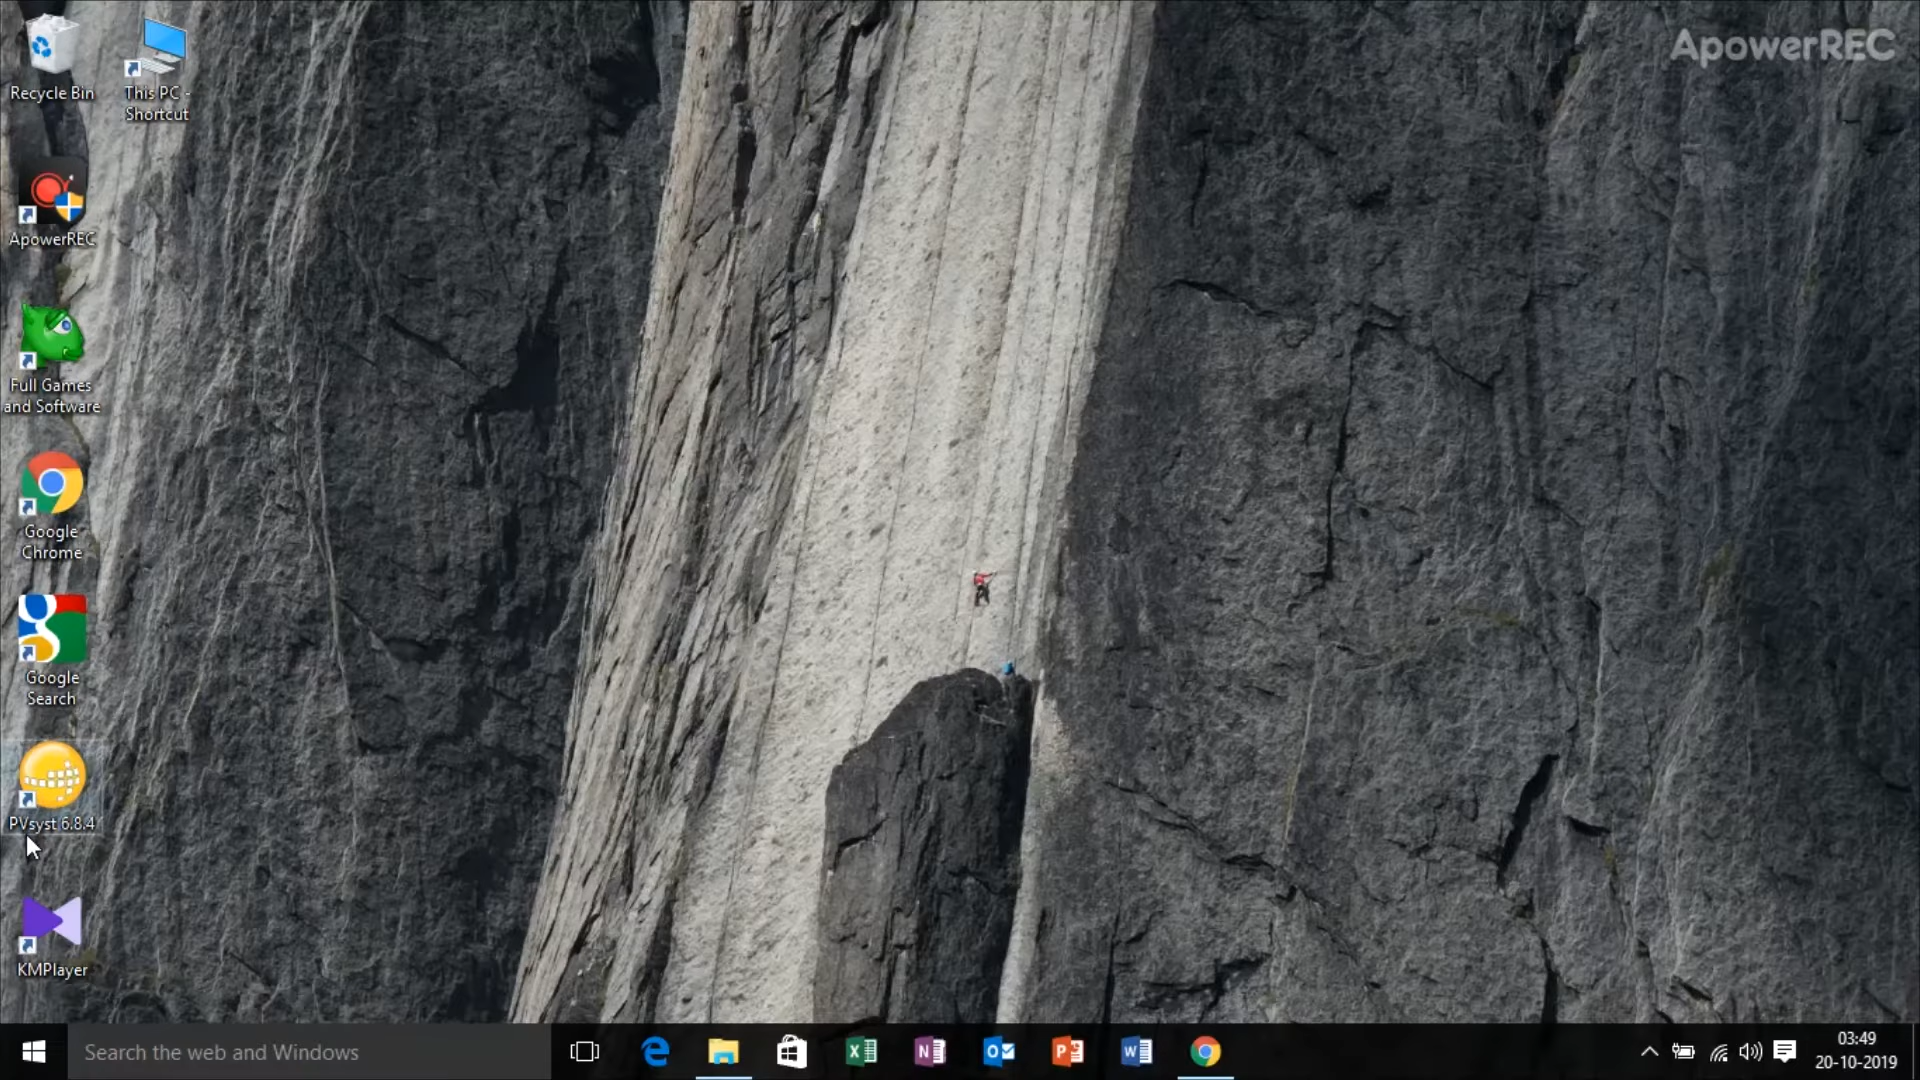 ApowerREC
Recycle Bin
This PC -
Shortcut
ApowerREC
Full Games
and Software
Google
Chrome
Google
Search
PVsyst 6.8.4
KMPlayer
Search the web and Windows
03:49
20-10-2019